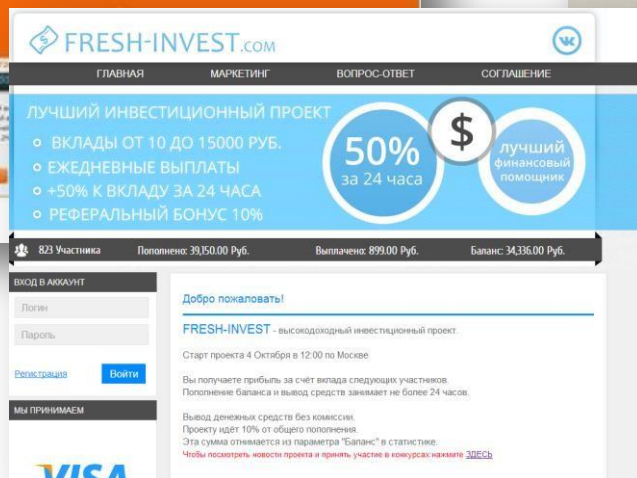 FRESH-INVEST.COM
ГЛАВНАЯ МАРКЕТИНГ ВОПРОС-ОТВЕТ СОГЛАШЕНИЕ
ЛУЧШИЙ ИНВЕСТИЦИОННЫЙ ПРОЕКТ
ВКЛАДЫ ОТ 10 ДО 15000 РУБ.
ЕЖЕДНЕВНЫЕ ВЫПЛАТЫ
+50% К ВКЛАДУ ЗА 24 ЧАСА
РЕФЕРАЛЬНЫЙ БОНУС 10%
50%
за 24 часа
$
лучший
финансовый
помощник
823 Участника Пополнено: 39,150.00 Руб. Выплачено: 899.00 Руб. Баланс: 34,336.00 Руб.
ВХОД В АККАУНТ
Логин
Пароль
Регистрация Войти
МЫ ПРИНИМАЕМ
VISA
Добро пожаловать!
FRESH-INVEST - высокодоходный инвестиционный проект.
Старт проекта 4 Октября в 12:00 по Москве
Вы получаете прибыль за счёт вклада следующих участников.
Пополнение баланса и вывод средств занимает не более 24 часов.
Вывод денежных средств без комиссии.
Проекту идёт 10% от общего пополнения.
Эта сумма отнимается из параметра "Баланс" в статистике.
Чтобы посмотреть новости проекта и принять участие в конкурсах нажмите ЗДЕСЬ